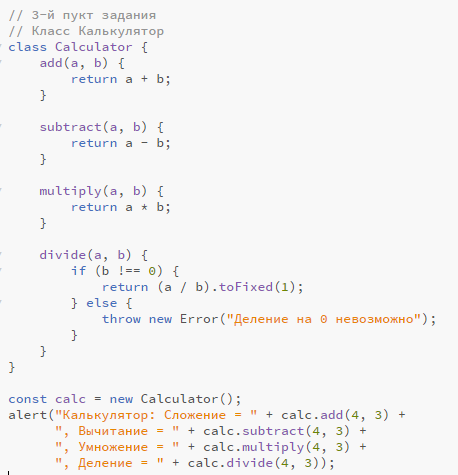 // 3-й пукт задания
// Класс Калькулятор
class Calculator {
    add(a, b) {
        return a + b;
    }

    subtract(a, b) {
        return a - b;
    }

    multiply(a, b) {
        return a * b;
    }

    divide(a, b) {
        if (b !== 0) {
            return (a / b).toFixed(1);
        } else {
            throw new Error("Деление на 0 невозможно");
        }
    }
}

const calc = new Calculator();
alert("Калькулятор: Сложение = " + calc.add(4, 3) +
      ", Вычитание = " + calc.subtract(4, 3) +
      ", Умножение = " + calc.multiply(4, 3) +
      ", Деление = " + calc.divide(4, 3));